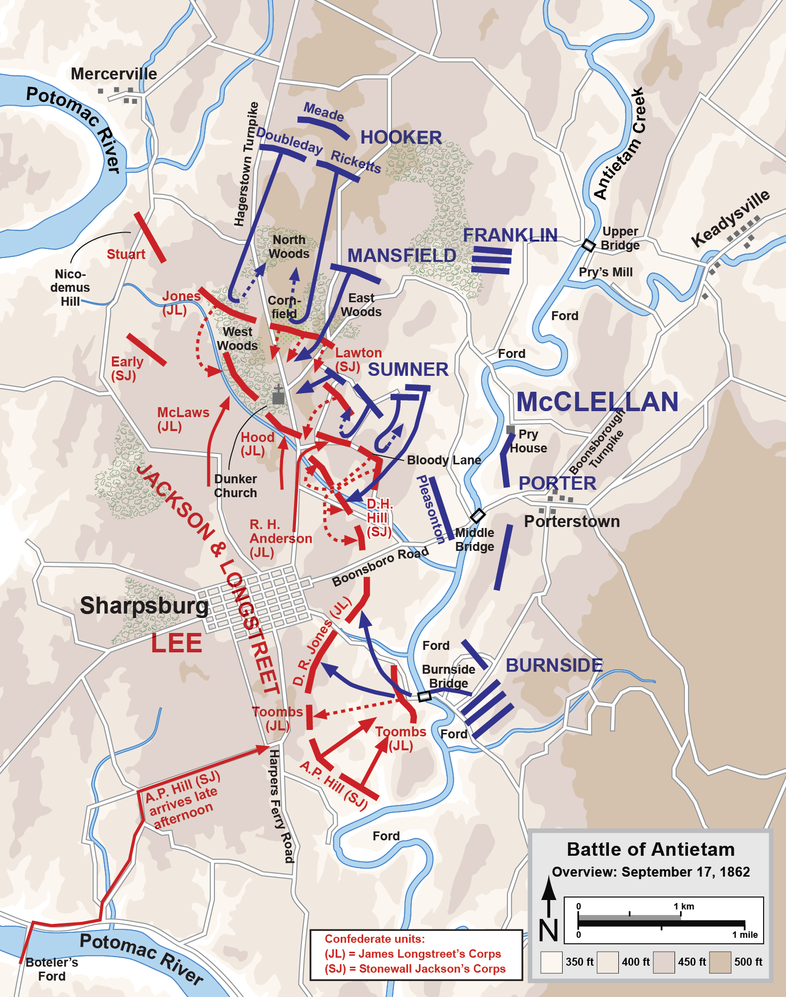 Mercerville
Potomac River
Hagerstown Turnpike
Meade
HOOKER
Doubleday
Ricketts
Antietam Creek
Keadysville
Upper
Bridge
Pry's Mill
FRANKLIN
MANSFIELD
North
Woods
Stuart
Nico-
demus
Hill
Jones
(JL)
Corn-
field
East
Woods
West
Woods
Ford
Ford
Early
(SJ)
Lawton
(SJ)
SUMNER
McCLELLAN
McLaws
(JL)
Hood
(JL)
Pry
House
Boonsborough
Turnpike
Bloody Lane
Dunker
Church
PORTER
Pleasonton
Porterstown
D.H.
Hill
(SJ)
R. H.
Anderson
(JL)
Middle
Bridge
Boonsboro Road
JACKSON & LONGSTREET
Sharpsburg
LEE
D. R. Jones (JL)
Ford
Burnside
Bridge
BURNSIDE
Toombs
(JL)
Toombs
(JL)
Ford
A.P. Hill (SJ)
A.P. Hill (SJ)
arrives late
afternoon
Harpers Ferry Road
Ford
Boteler's
Ford
Potomac River
Confederate units:
(JL) = James Longstreet's Corps
(SJ) = Stonewall Jackson's Corps
Battle of Antietam
Overview: September 17, 1862
N
0 1 km
0 1 mile
350 ft 400 ft 450 ft 500 ft